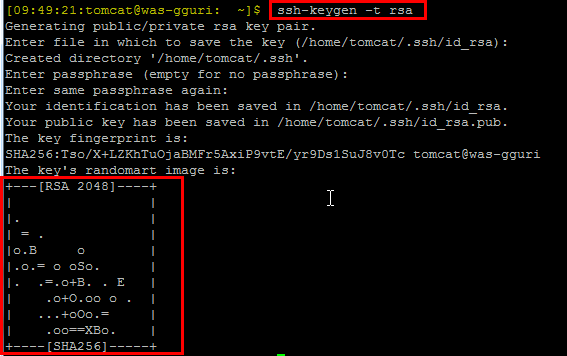 [09:49:21:tomcat@was-gguri:  ~]$ ssh-keygen -t rsa
Generating public/private rsa key pair.
Enter file in which to save the key (/home/tomcat/.ssh/id_rsa):
Created directory '/home/tomcat/.ssh'.
Enter passphrase (empty for no passphrase):
Enter same passphrase again:
Your identification has been saved in /home/tomcat/.ssh/id_rsa.
Your public key has been saved in /home/tomcat/.ssh/id_rsa.pub.
The key fingerprint is:
SHA256:Tso/X+LZKhTuOjaBMFr5AxiP9vtE/yr9Ds1SuJ8v0Tc tomcat@was-gguri
The key's randomart image is:
+---[RSA 2048]----+
|                 |
|.                |
| = .             |
|o.B     o        |
|.o.= o oSo.      |
|.  .=.o+B. . E   |
|    .o+O.oo o .  |
|   ...+oOo.=     |
|    .oo==XBo.    |
+----[SHA256]-----+